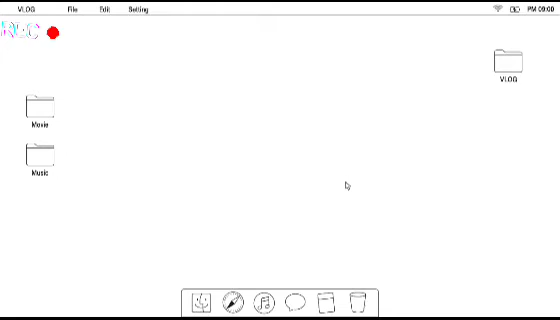 VLOG File Edit Setting PM 09:00
REC
VLOG
Movie
Music